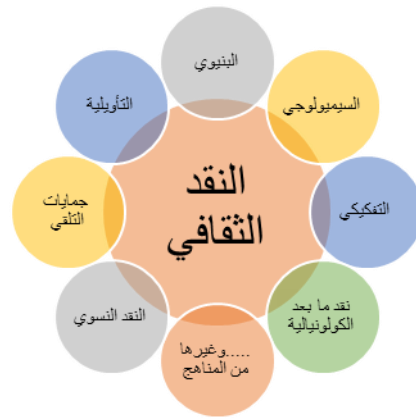 النقد
الثقافي
البنيوي
السيميولوجي
التفكيكي
نقد ما بعد
الكولونيالية
.....وغيرها
من المناهج
النقد النسوي
جمايات
التلقي
التأويلية